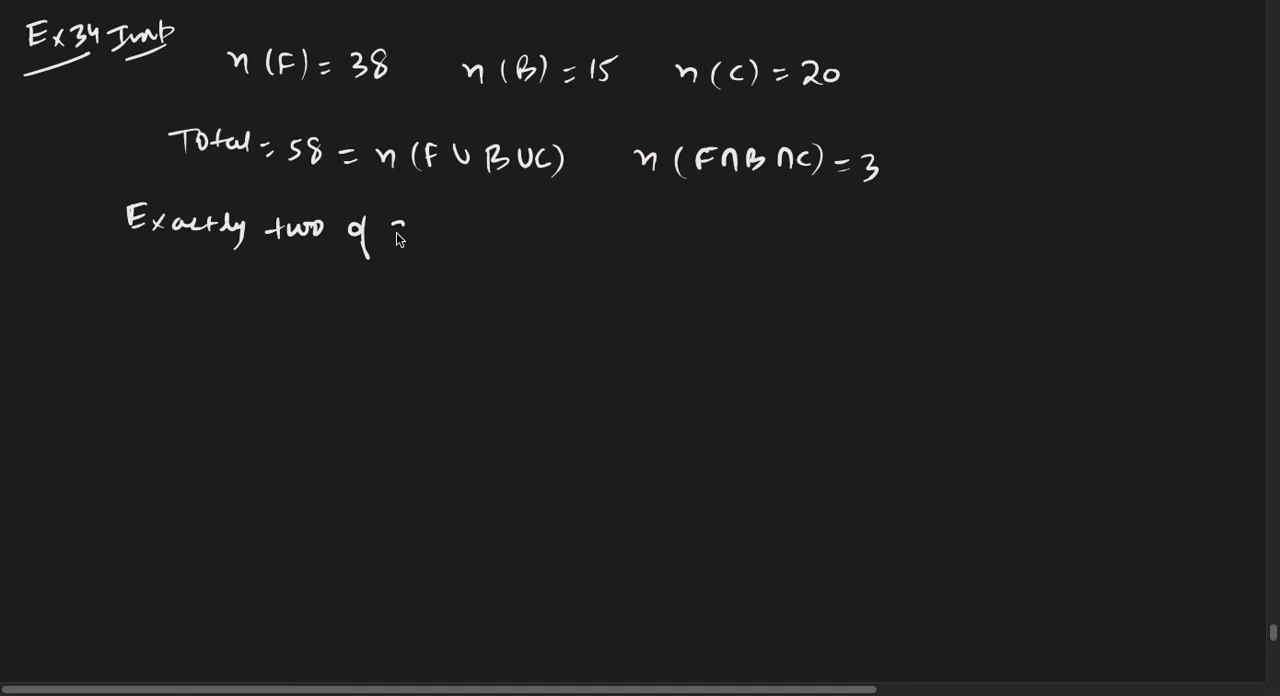 Ex 34 Imp
n (F) = 38 n (B) = 15 n (C) = 20
Total = 58 = n (F ∪ B ∪ C) n (F ∩ B ∩ C) = 3
Exactly two of